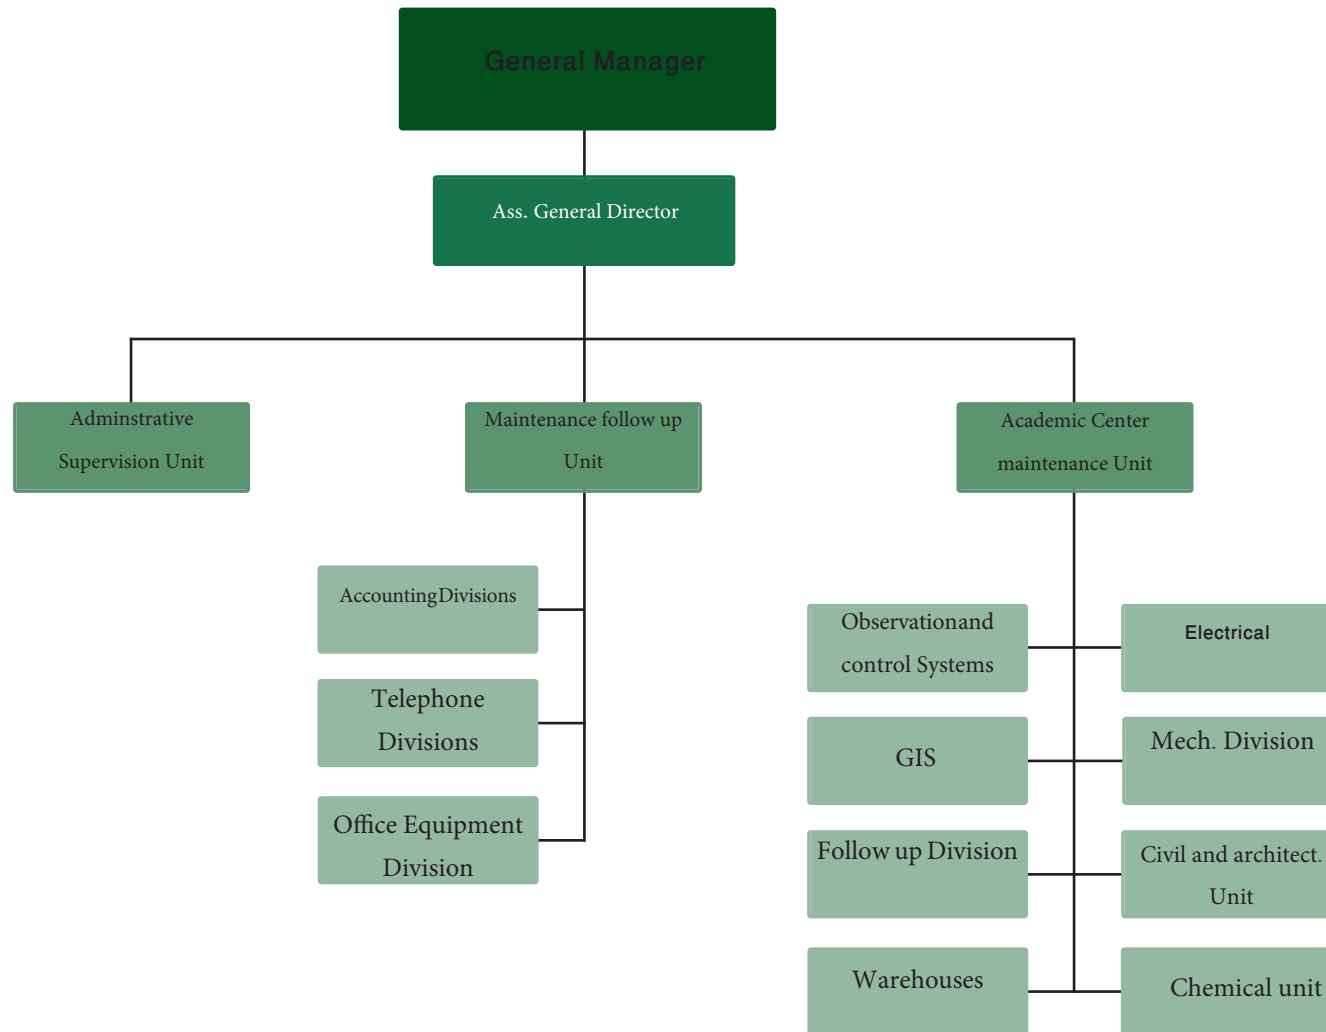 General Manager
Ass. General Director
Adminstrative
Supervision Unit
Maintenance follow up
Unit
Academic Center
maintenance Unit
AccountingDivisions
Telephone
Divisions
Office Equipment
Division
Observationand
control Systems
Electrical
GIS
Mech. Division
Follow up Division
Civil and architect.
Unit
Warehouses
Chemical unit